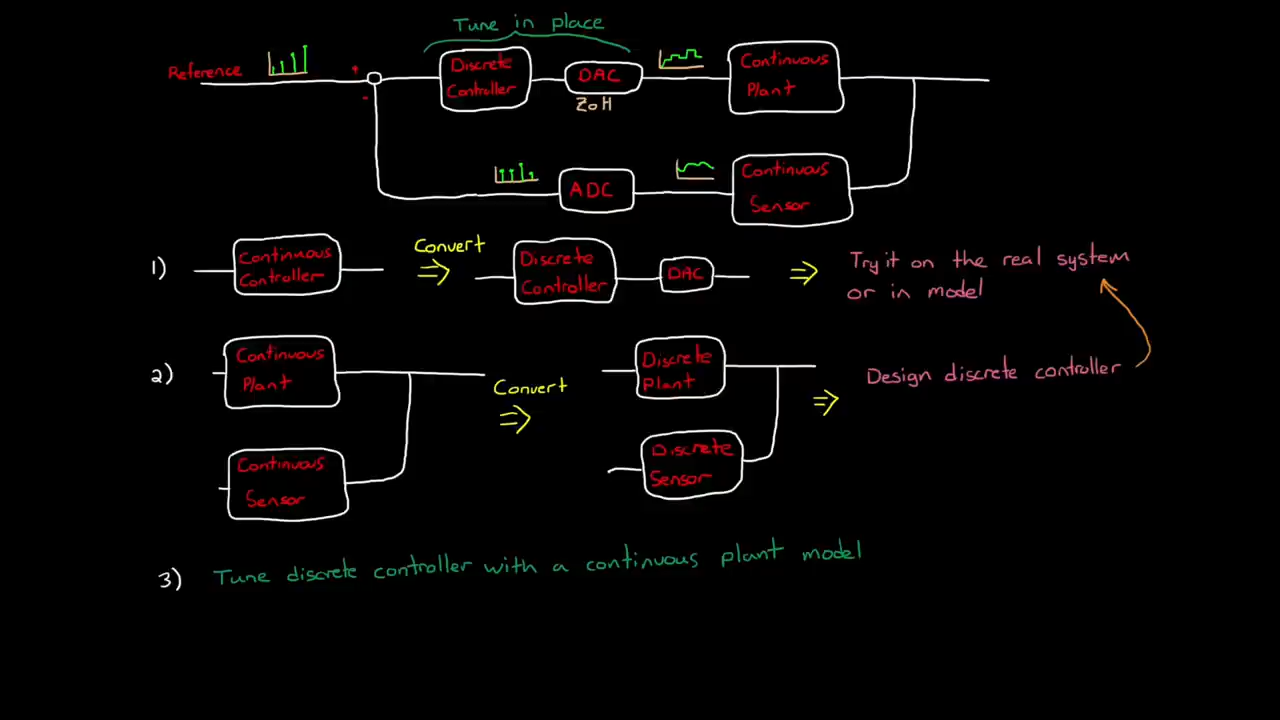 Tune in place
Reference
+
-
Discrete
Controller
DAC
ZOH
Continuous
Plant
ADC
Continuous
Sensor
1)
Continuous
Controller
Convert
⇒
Discrete
Controller
DAC
⇒
Try it on the real system
or in model
2)
Continuous
Plant
Continuous
Sensor
Convert
⇒
Discrete
Plant
Discrete
Sensor
⇒
Design discrete controller
3) Tune discrete controller with a continuous plant model